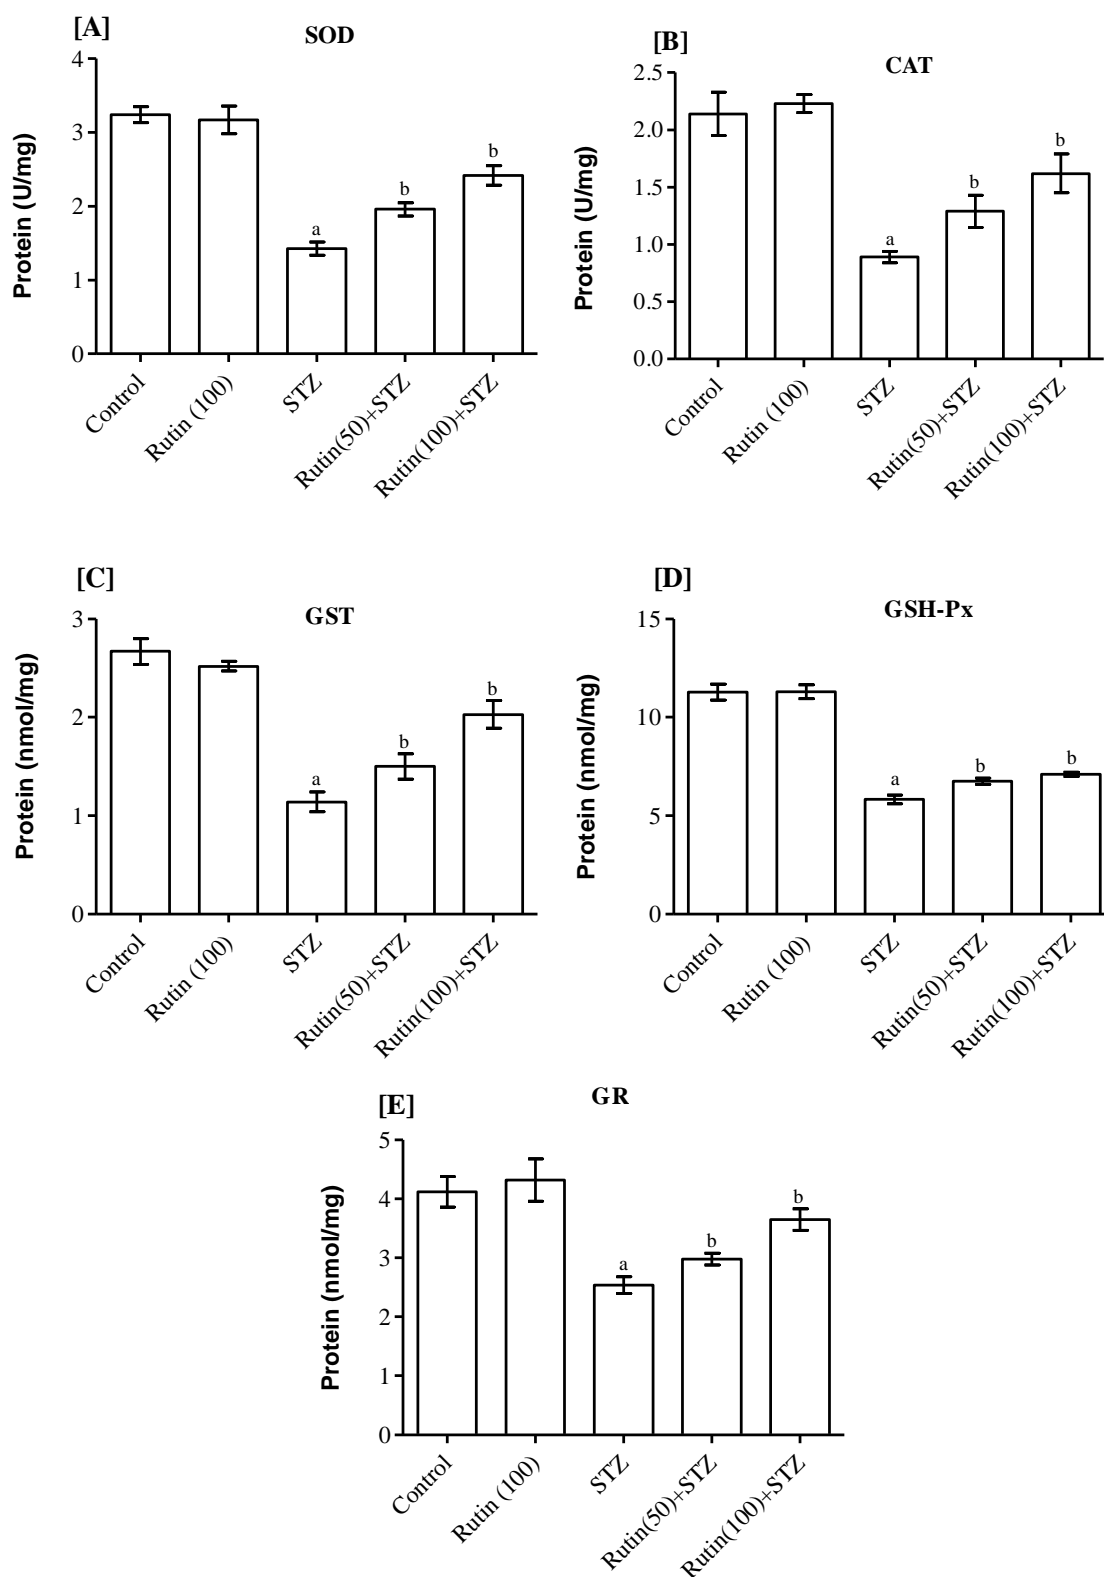 [A]
SOD
Protein (U/mg)
4
3
2
1
0
a
b
b
Control
Rutin (100)
STZ
Rutin(50)+STZ
Rutin(100)+STZ
[B]
CAT
Protein (U/mg)
2.5
2.0
1.5
1.0
0.5
0.0
a
b
b
Control
Rutin (100)
STZ
Rutin(50)+STZ
Rutin(100)+STZ
[C]
GST
Protein (nmol/mg)
3
2
1
0
a
b
b
Control
Rutin (100)
STZ
Rutin(50)+STZ
Rutin(100)+STZ
[D]
GSH-Px
Protein (nmol/mg)
15
10
5
0
a
b
b
Control
Rutin (100)
STZ
Rutin(50)+STZ
Rutin(100)+STZ
[E]
GR
Protein (nmol/mg)
5
4
3
2
1
0
a
b
b
Control
Rutin (100)
STZ
Rutin(50)+STZ
Rutin(100)+STZ